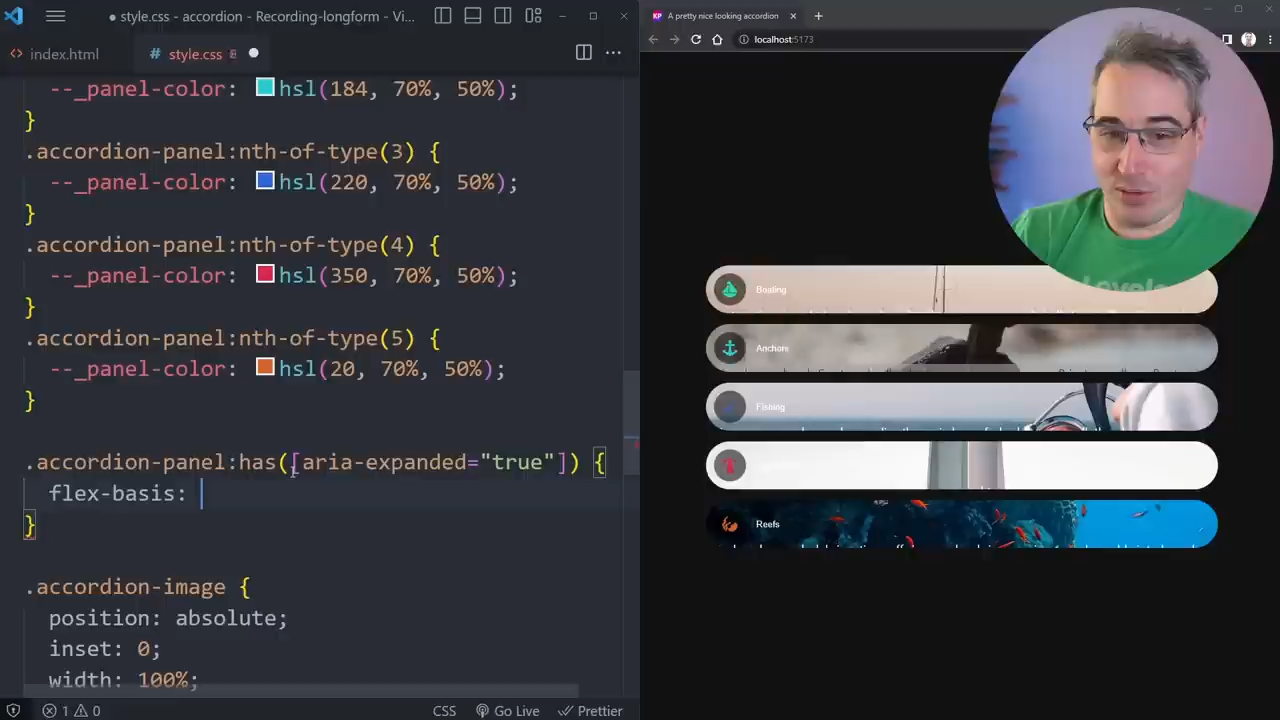 style.css - accordion - Recording-longform - Vi...
index.html
# style.css
--_panel-color: hsl(184, 70%, 50%);
}
.accordion-panel:nth-of-type(3) {
--_panel-color: hsl(220, 70%, 50%);
}
.accordion-panel:nth-of-type(4) {
--_panel-color: hsl(350, 70%, 50%);
}
.accordion-panel:nth-of-type(5) {
--_panel-color: hsl(20, 70%, 50%);
}
.accordion-panel:has([aria-expanded="true"]) {
flex-basis:
}
.accordion-image {
position: absolute;
inset: 0;
width: 100%;
1 0
CSS
Go Live
Prettier
KP A pretty nice looking accordion
localhost:5173
Boating
Anchors
Fishing
Reefs